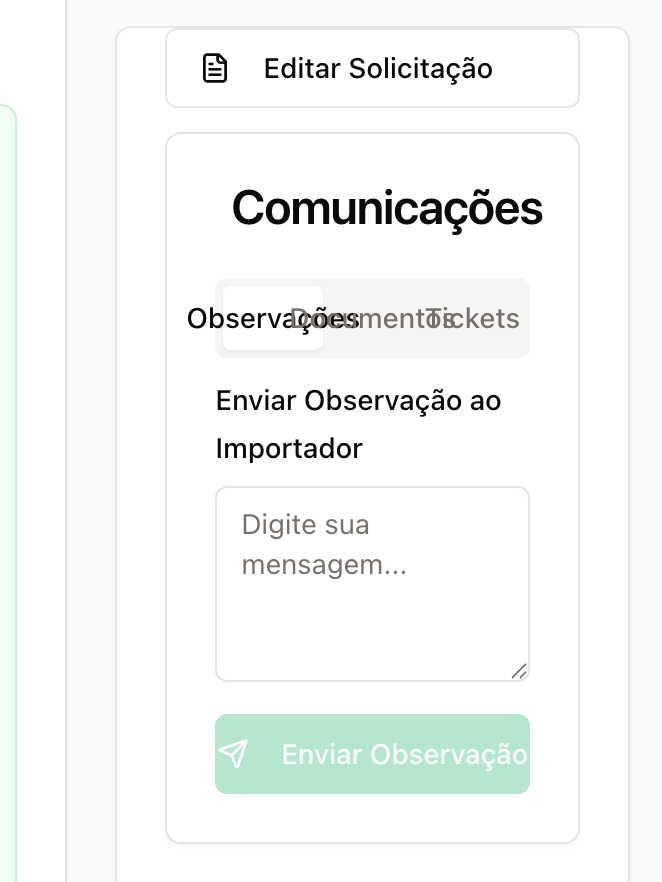 Editar Solicitação
Comunicações
Observações Documentos Tickets
Enviar Observação ao
Importador
Digite sua
mensagem...
Enviar Observação